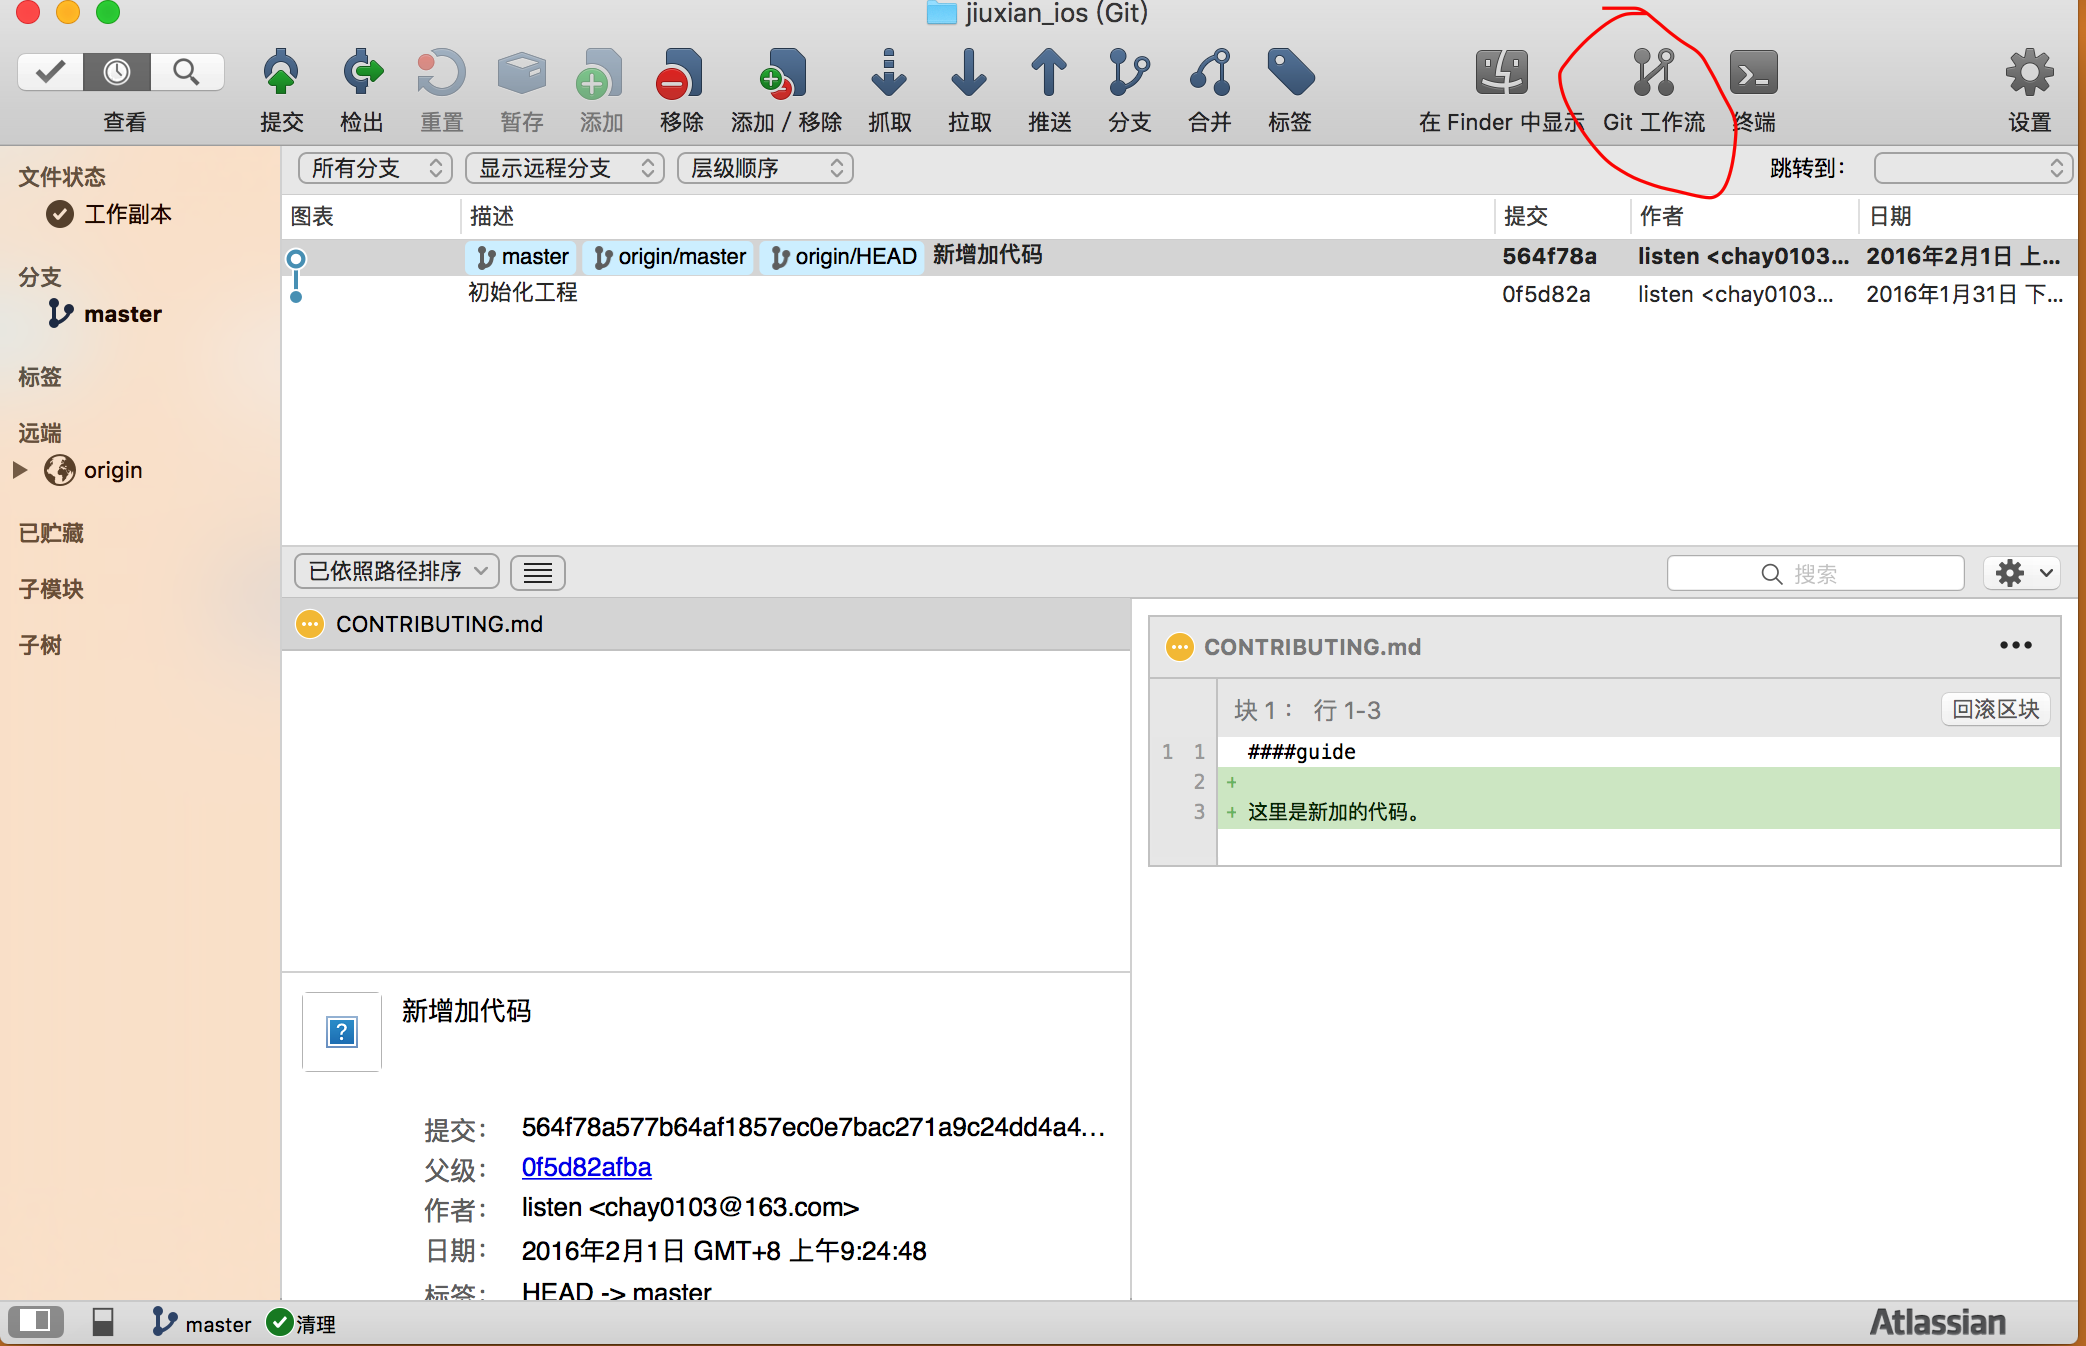 jiuxian_ios (Git)
查看 提交 检出 重置 暂存 添加 移除 添加 / 移除 抓取 拉取 推送 分支 合并 标签 在 Finder 中显示 Git 工作流 终端 设置
所有分支 显示远程分支 层级顺序 跳转到：
文件状态
工作副本
分支
master
标签
远端
origin
已贮藏
子模块
子树
图表 描述 提交 作者 日期
master origin/master origin/HEAD 新增加代码 564f78a listen <chay0103... 2016年2月1日 上...
初始化工程 0f5d82a listen <chay0103... 2016年1月31日 下...
已依照路径排序 搜索
CONTRIBUTING.md
CONTRIBUTING.md
块 1： 行 1-3 回滚区块
1 1 ####guide
2 +
3 + 这里是新加的代码。
新增加代码
提交： 564f78a577b64af1857ec0e7bac271a9c24dd4a4...
父级： 0f5d82afba
作者： listen <chay0103@163.com>
日期： 2016年2月1日 GMT+8 上午9:24:48
标签： HEAD -> master
master 清理 Atlassian